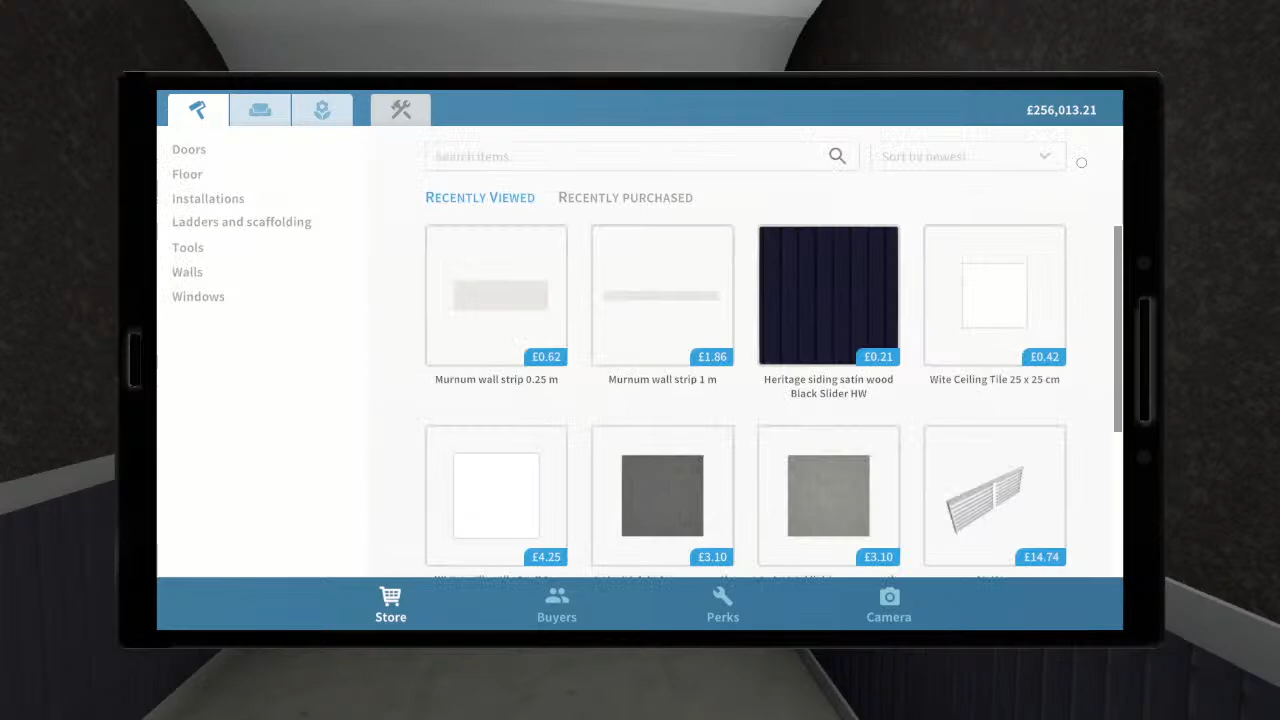 £256,013.21
Doors
Floor
Installations
Ladders and scaffolding
Tools
Walls
Windows
Search items
Sort by newest
RECENTLY VIEWED
RECENTLY PURCHASED
£0.62
£1.86
£0.21
£0.42
Murnum wall strip 0.25 m
Murnum wall strip 1 m
Heritage siding satin wood
Black Slider HW
Wite Ceiling Tile 25 x 25 cm
£4.25
£3.10
£3.10
£14.74
Store
Buyers
Perks
Camera